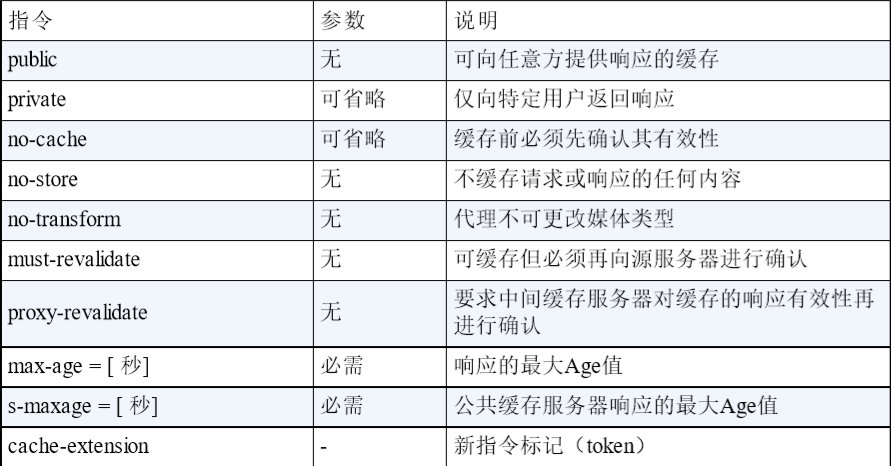 指令 参数 说明
public 无 可向任意方提供响应的缓存
private 可省略 仅向特定用户返回响应
no-cache 可省略 缓存前必须先确认其有效性
no-store 无 不缓存请求或响应的任何内容
no-transform 无 代理不可更改媒体类型
must-revalidate 无 可缓存但必须再向源服务器进行确认
proxy-revalidate 无 要求中间缓存服务器对缓存的响应有效性再
进行确认
max-age = [ 秒] 必需 响应的最大Age值
s-maxage = [ 秒] 必需 公共缓存服务器响应的最大Age值
cache-extension - 新指令标记（token）